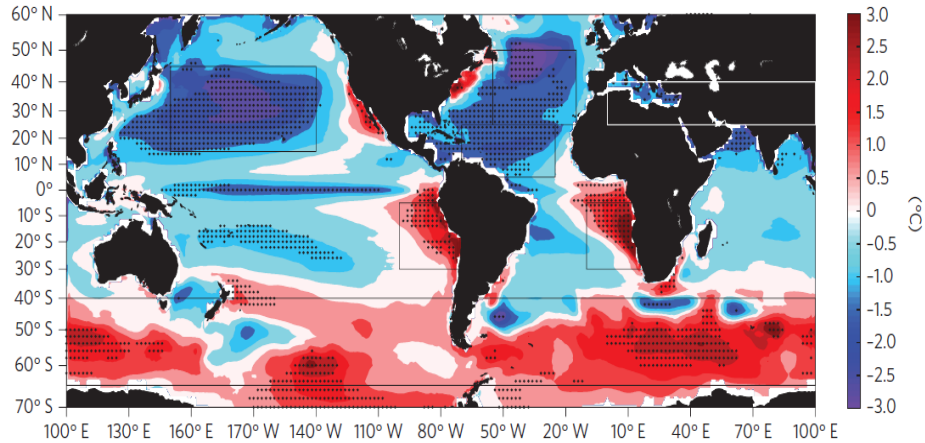 60° N
50° N
40° N
30° N
20° N
10° N
0°
10° S
20° S
30° S
40° S
50° S
60° S
70° S
100° E 130° E 160° E 170° W 140° W 110° W 80° W 50° W 20° W 10° E 40° E 70° E 100° E
3.0
2.5
2.0
1.5
1.0
0.5
0
−0.5
−1.0
−1.5
−2.0
−2.5
−3.0
(°C)